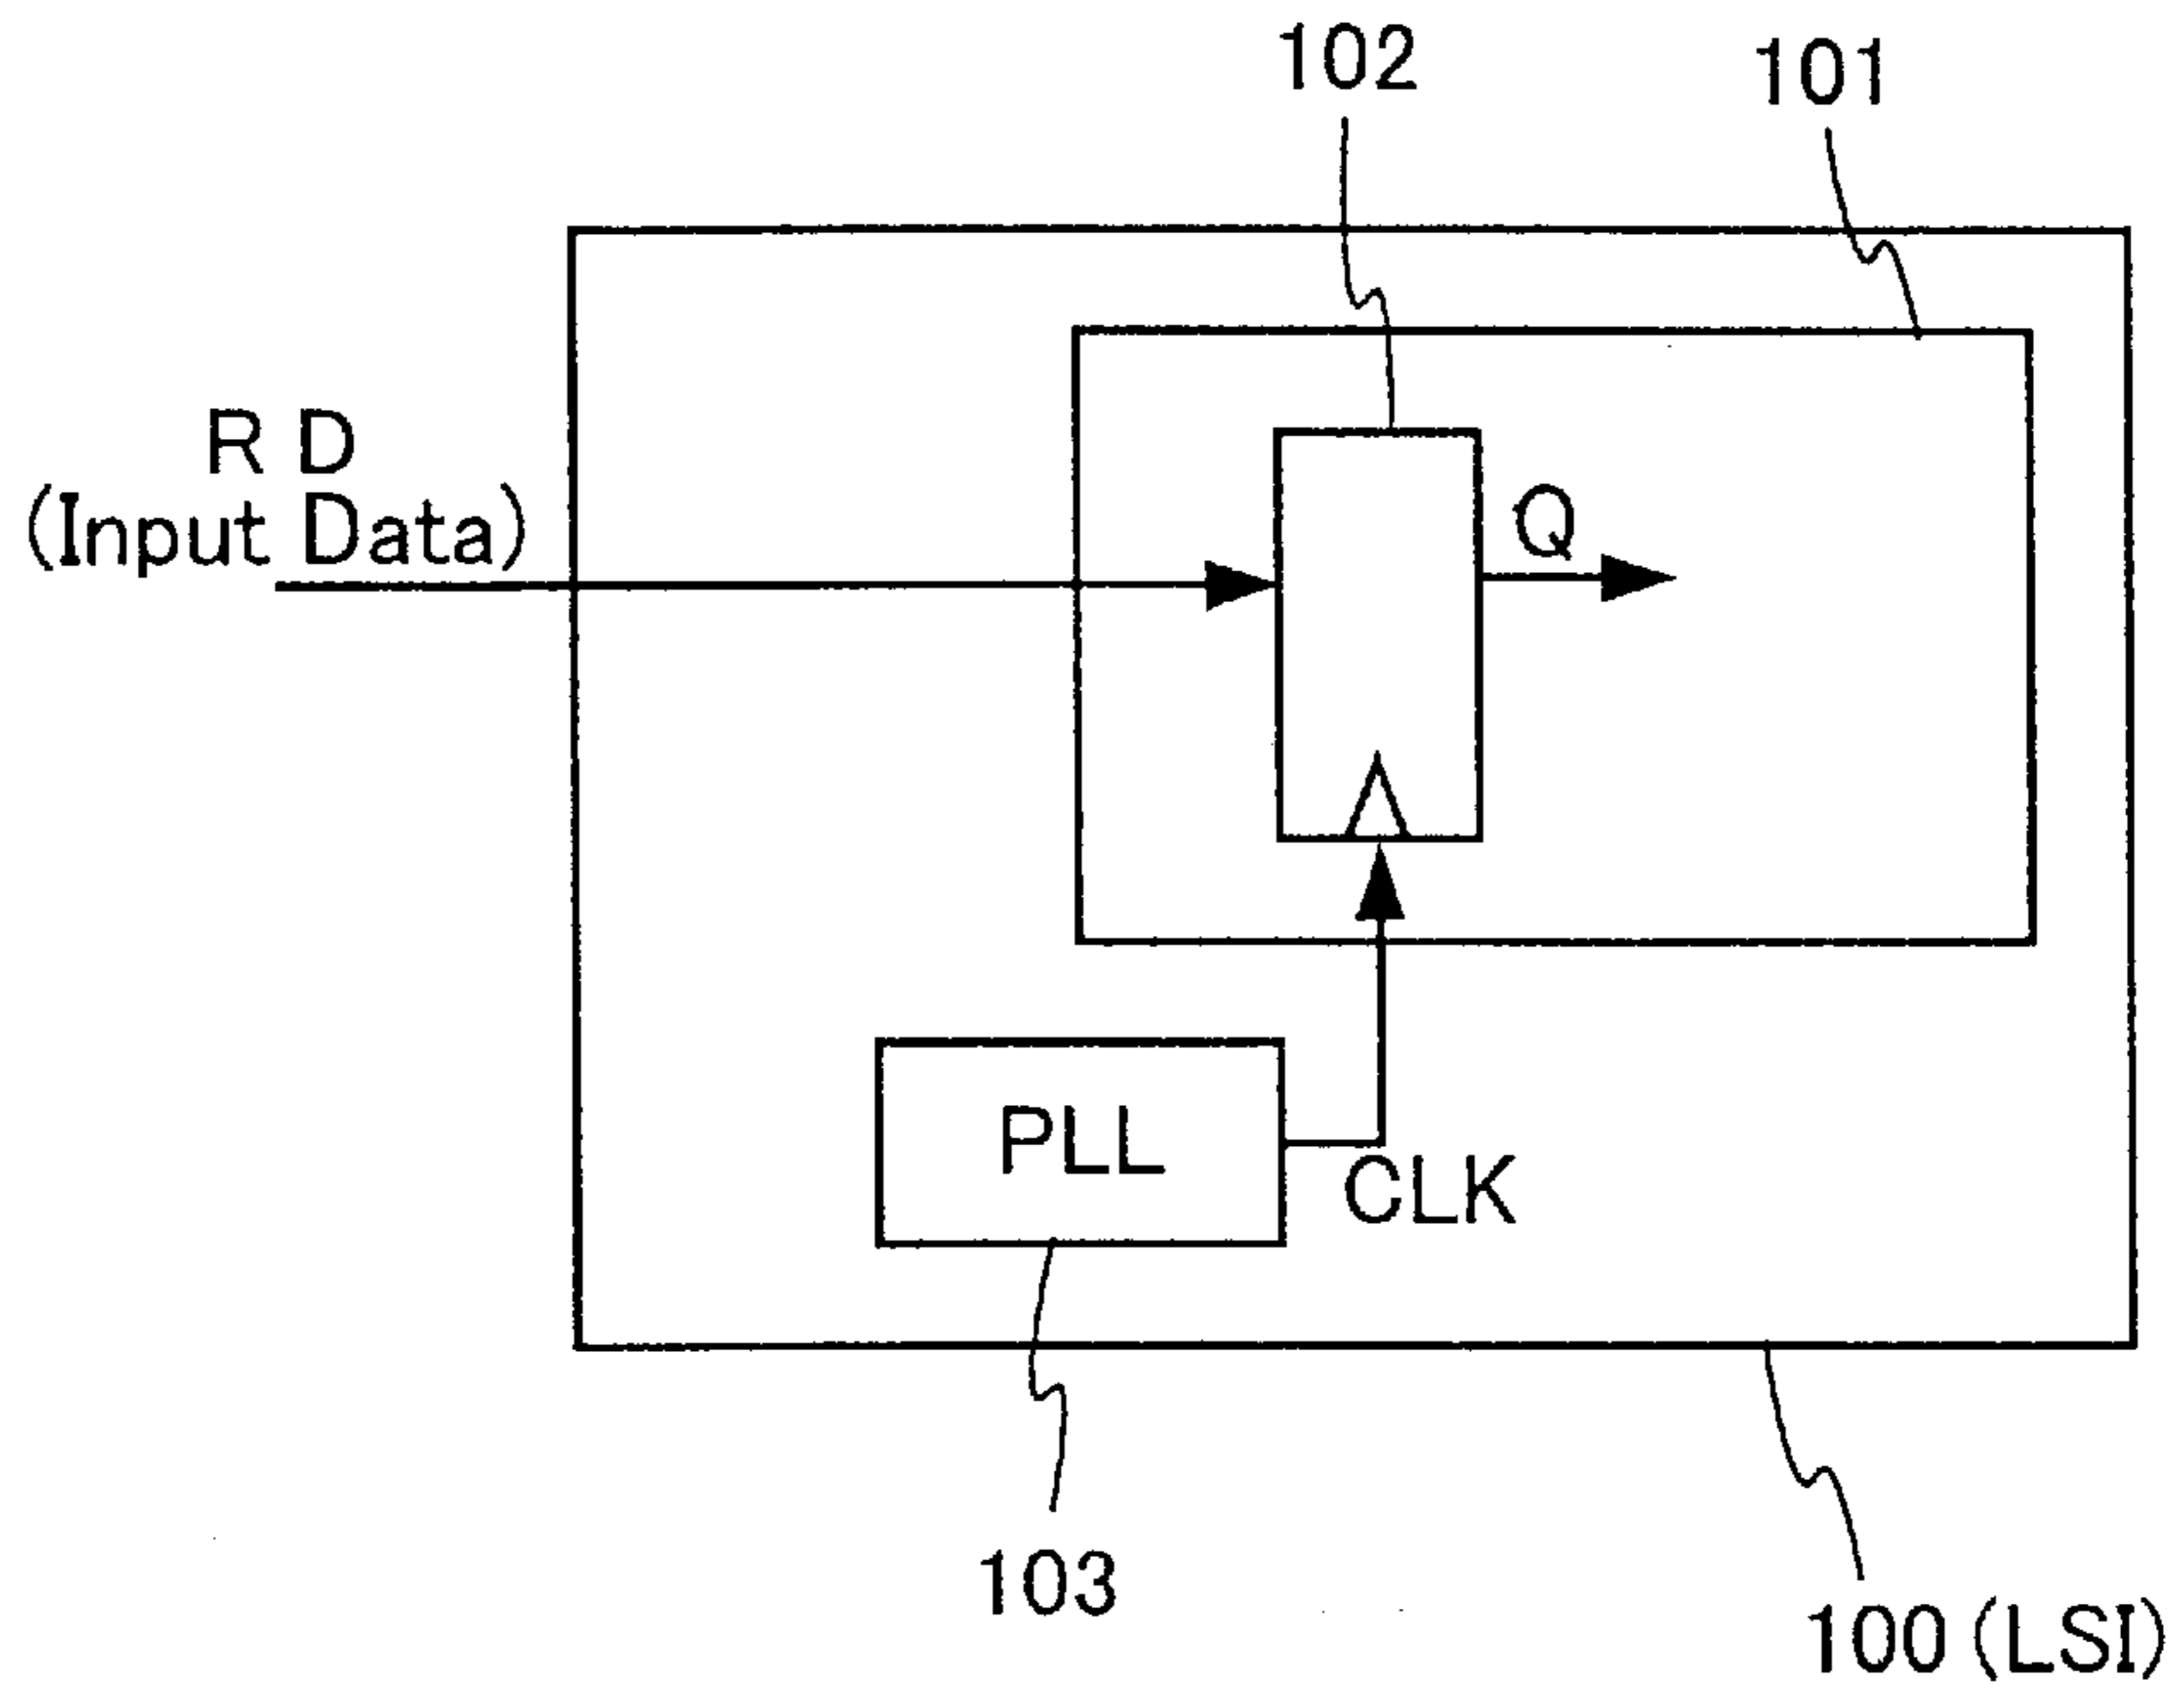 102
101
R D
(Input Data)
Q
PLL
CLK
103
100 (LSI)